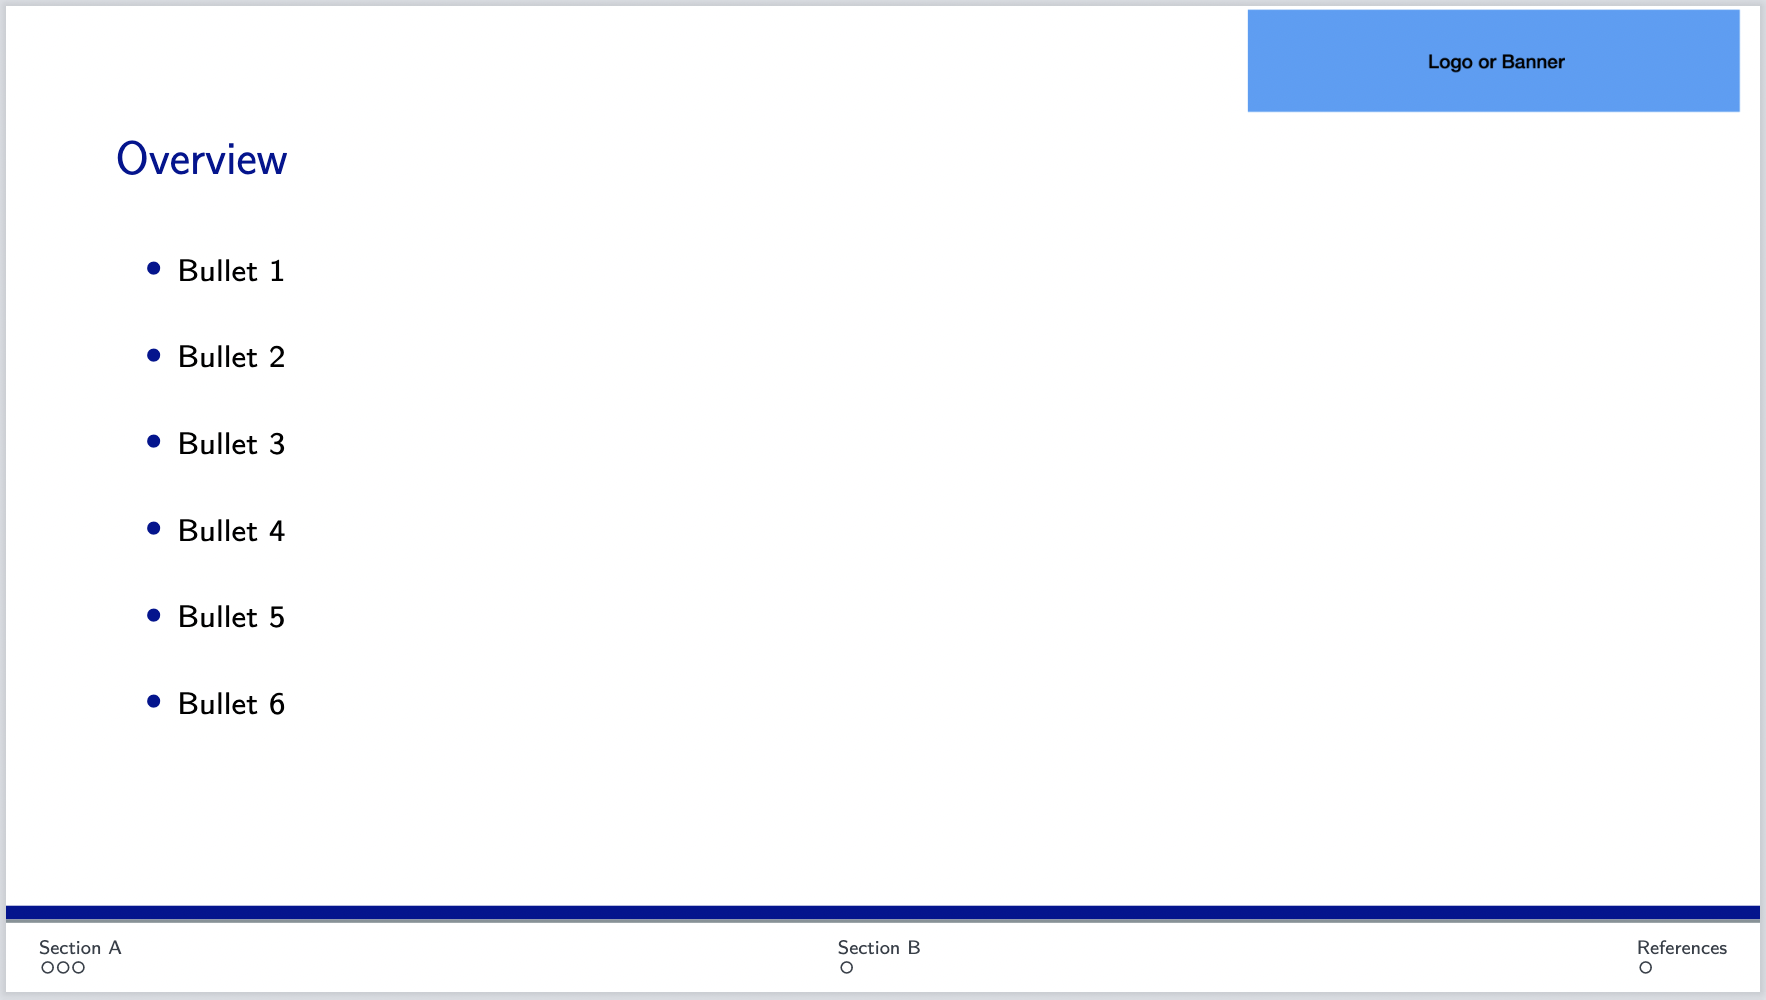 Logo or Banner
Overview
Bullet 1
Bullet 2
Bullet 3
Bullet 4
Bullet 5
Bullet 6
Section A
Section B
References